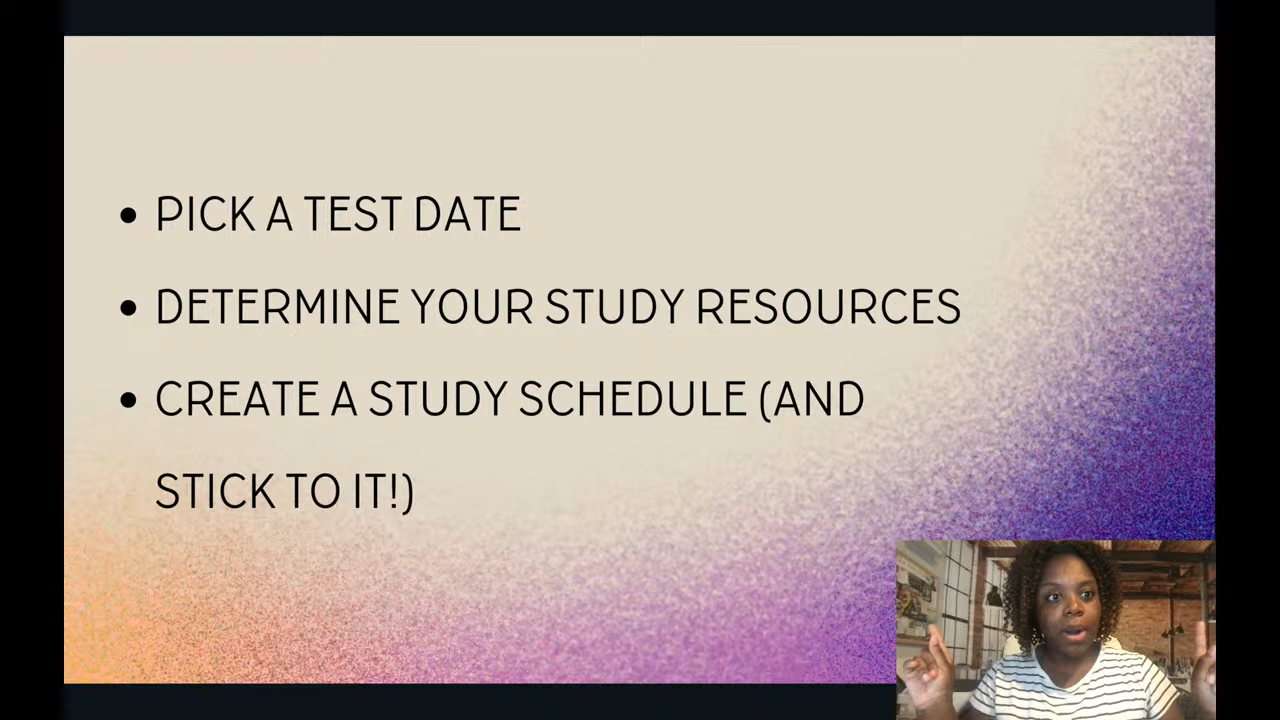 • PICK A TEST DATE
• DETERMINE YOUR STUDY RESOURCES
• CREATE A STUDY SCHEDULE (AND
STICK TO IT!)